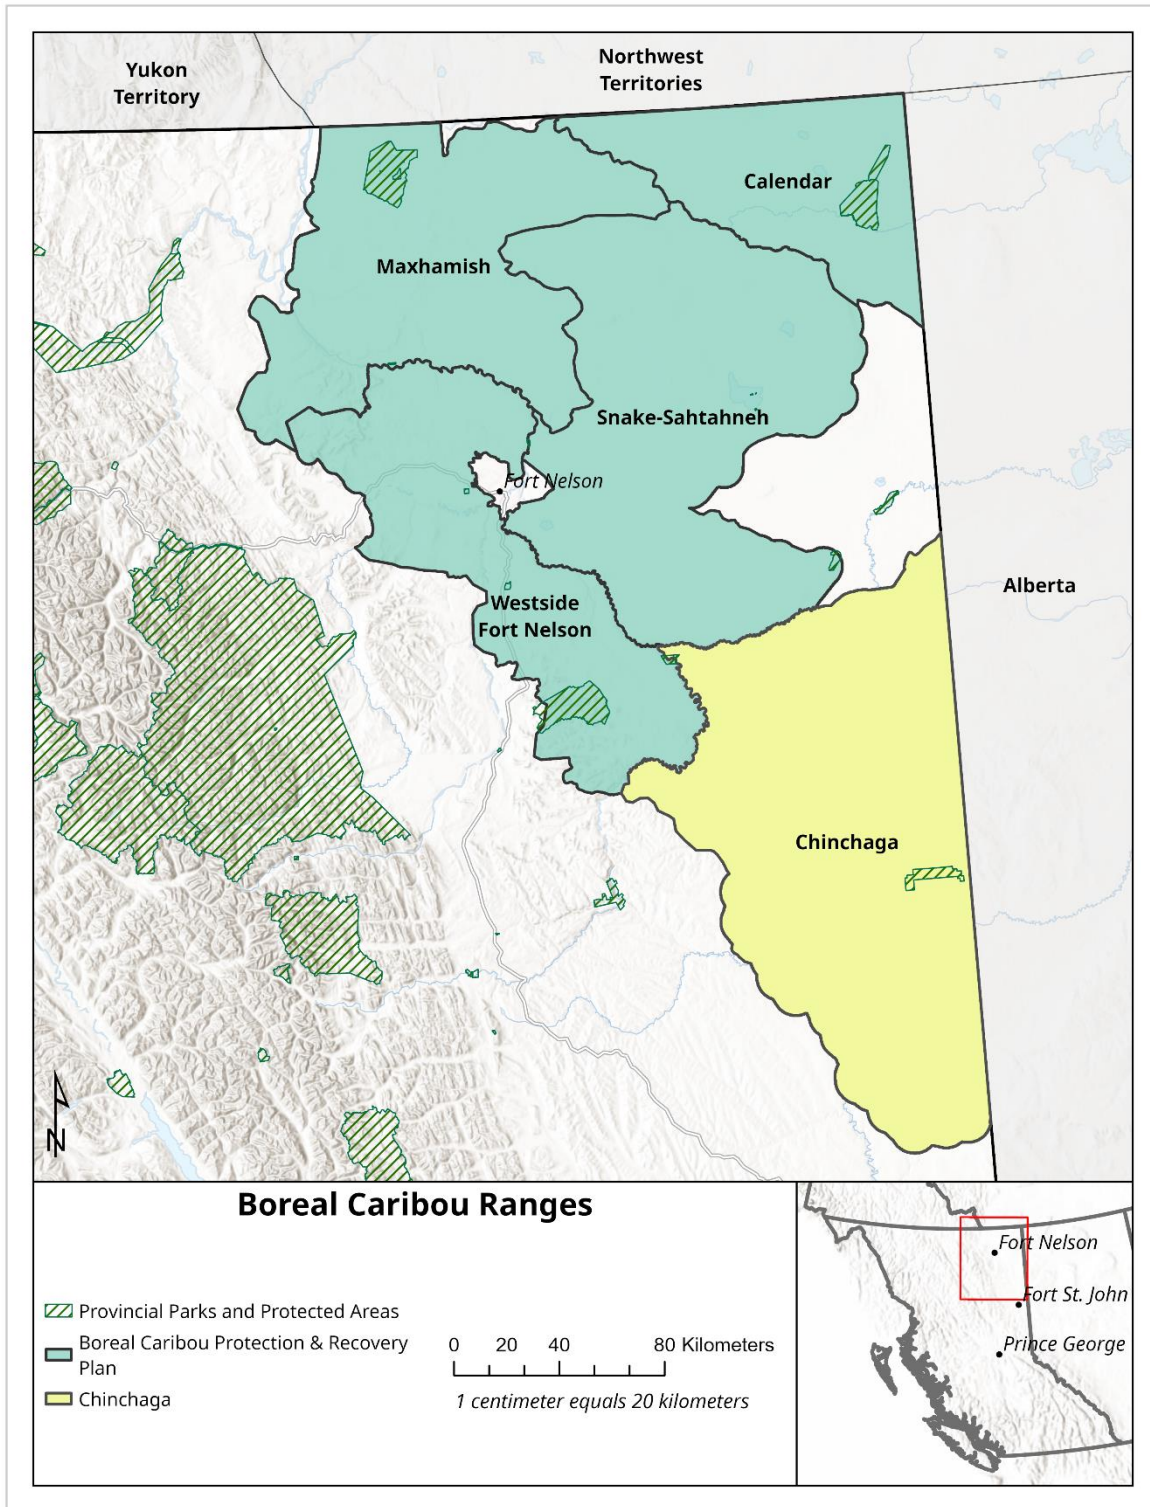 Yukon
Territory
Northwest
Territories
Calendar
Maxhamish
Snake-Sahtahneh
Fort Nelson
Alberta
Westside
Fort Nelson
Chinchaga
N
Boreal Caribou Ranges
Provincial Parks and Protected Areas
Boreal Caribou Protection & Recovery
Plan
Chinchaga
0 20 40 80 Kilometers
1 centimeter equals 20 kilometers
Fort Nelson
Fort St. John
Prince George